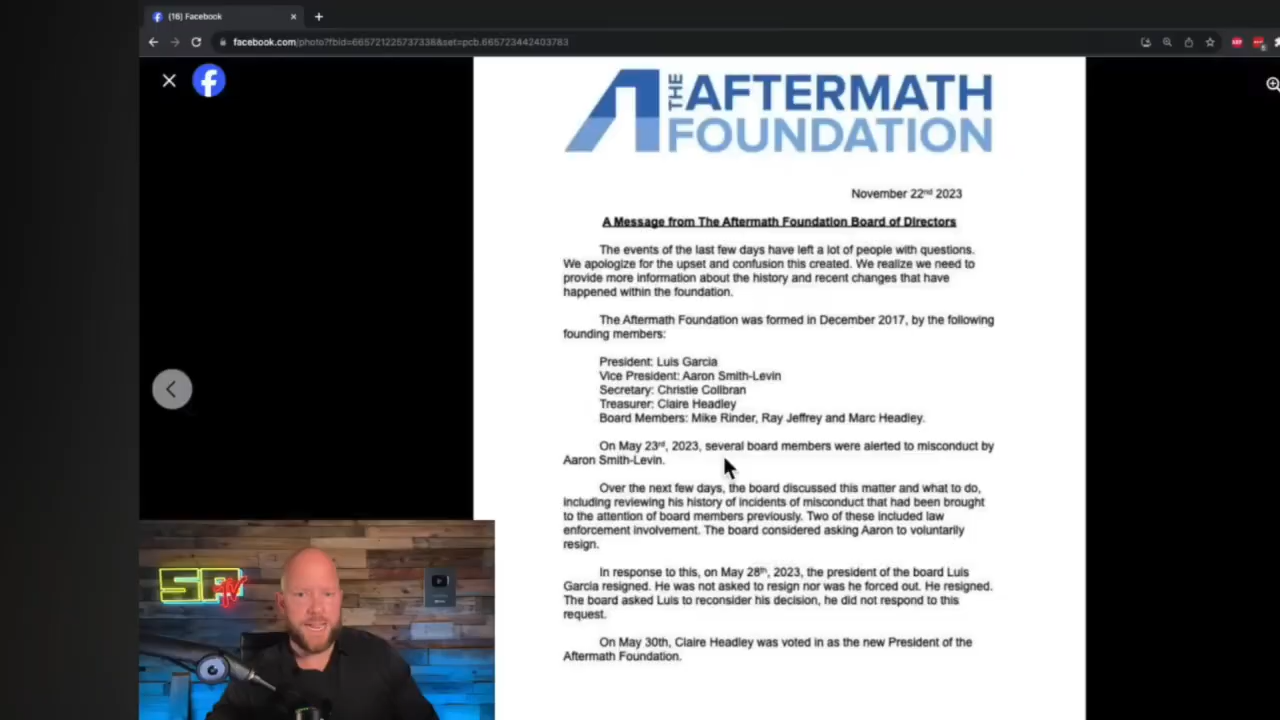 (16) Facebook
facebook.com/photo?fbid=665721225737338&set=pcb.665723442403783
THE AFTERMATH
FOUNDATION
November 22nd 2023
A Message from The Aftermath Foundation Board of Directors
The events of the last few days have left a lot of people with questions.
We apologize for the upset and confusion this created. We realize we need to
provide more information about the history and recent changes that have
happened within the foundation.
The Aftermath Foundation was formed in December 2017, by the following
founding members:
President: Luis Garcia
Vice President: Aaron Smith-Levin
Secretary: Christie Collbran
Treasurer: Claire Headley
Board Members: Mike Rinder, Ray Jeffrey and Marc Headley.
On May 23rd, 2023, several board members were alerted to misconduct by
Aaron Smith-Levin.
Over the next few days, the board discussed this matter and what to do,
including reviewing his history of incidents of misconduct that had been brought
to the attention of board members previously. Two of these included law
enforcement involvement. The board considered asking Aaron to voluntarily
resign.
In response to this, on May 28th, 2023, the president of the board Luis
Garcia resigned. He was not asked to resign nor was he forced out. He resigned.
The board asked Luis to reconsider his decision, he did not respond to this
request.
On May 30th, Claire Headley was voted in as the new President of the
Aftermath Foundation.
SPTV